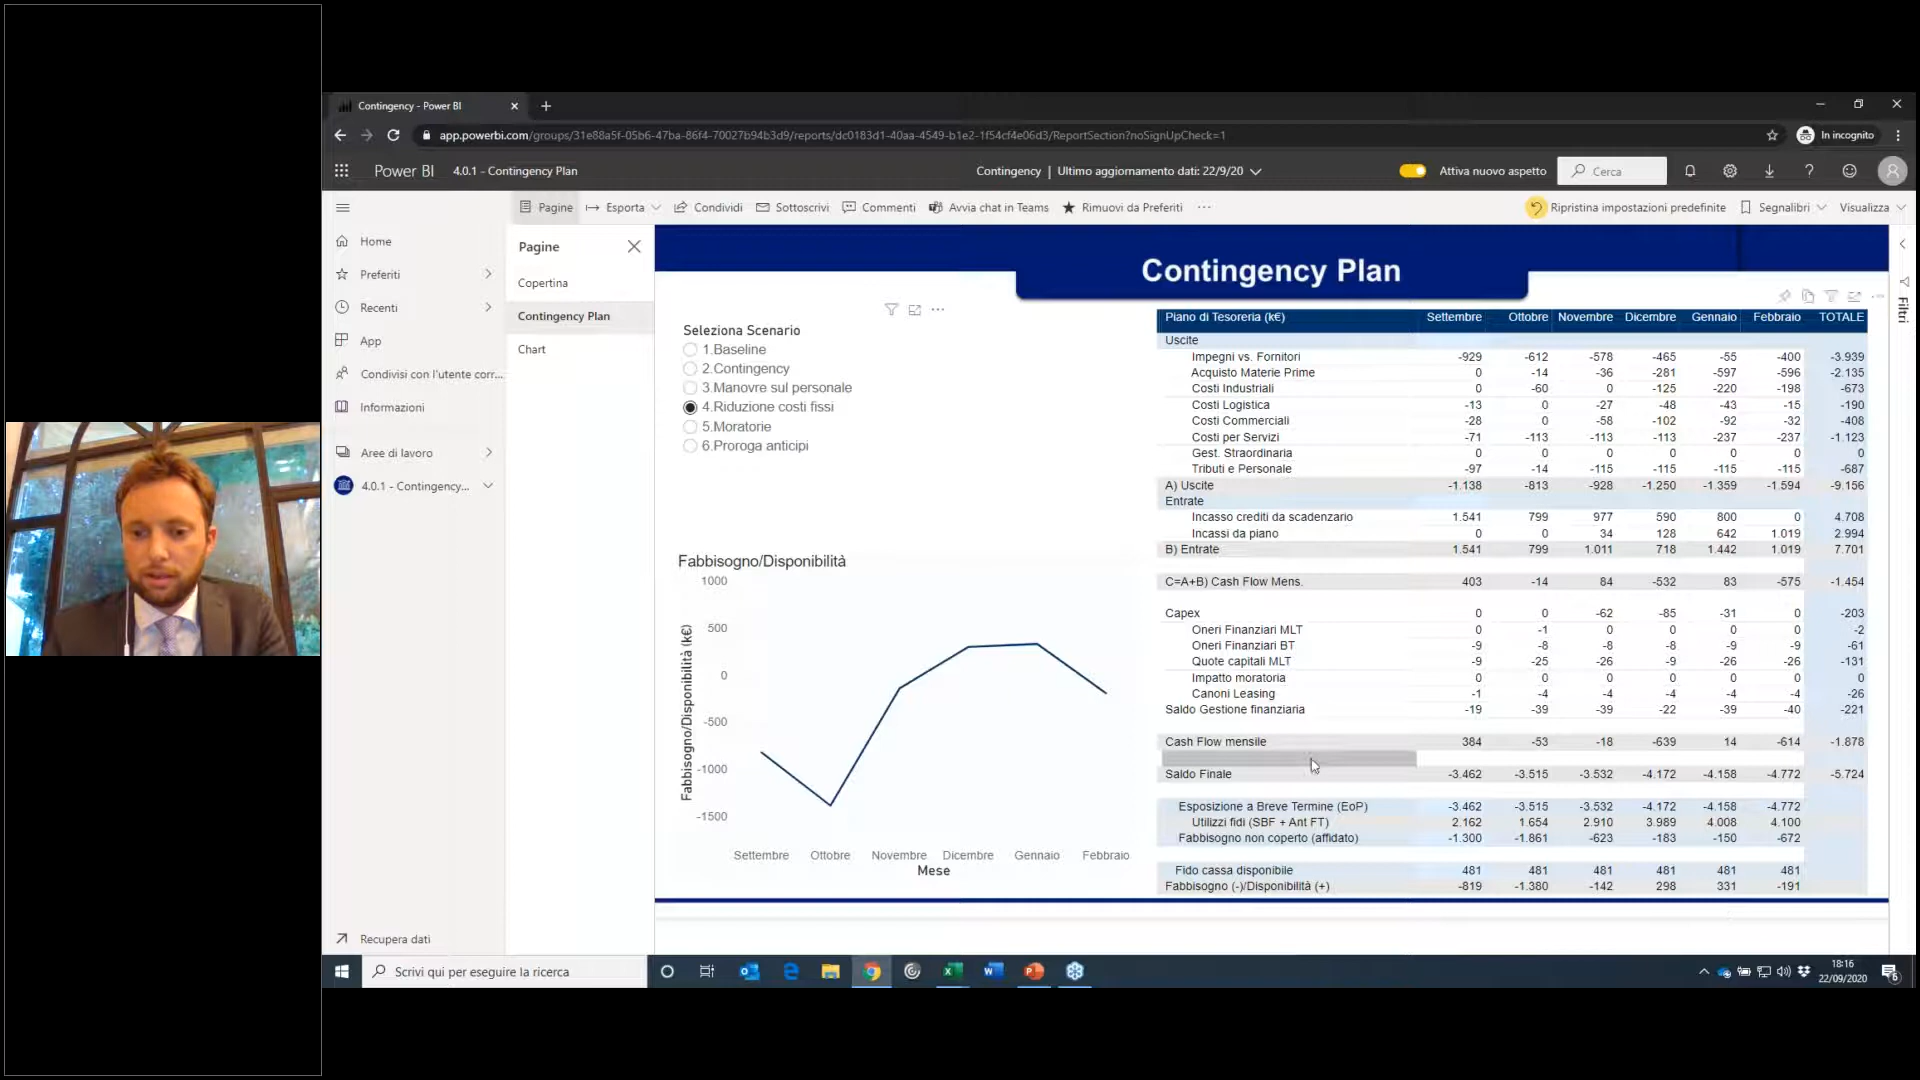 Contingency - Power BI
app.powerbi.com/groups/31e88a5f-05b6-47ba-86f4-70027b94b3d9/reports/dc0183d1-40aa-4549-b1e2-1f54cf4e06d3/ReportSection?noSignUpCheck=1
In incognito
Power BI 4.0.1 - Contingency Plan
Contingency | Ultimo aggiornamento dati: 22/9/20
Attiva nuovo aspetto
Cerca
Pagine Esporta Condividi Sottoscrivi Commenti Avvia chat in Teams Rimuovi da Preferiti
Ripristina impostazioni predefinite Segnalibri Visualizza
Home
Preferiti
Recenti
App
Condivisi con l'utente corr...
Informazioni
Aree di lavoro
4.0.1 - Contingency...
Recupera dati
Pagine
Copertina
Contingency Plan
Chart
Contingency Plan
Filtri
Seleziona Scenario
1.Baseline
2.Contingency
3.Manovre sul personale
4.Riduzione costi fissi
5.Moratorie
6.Proroga anticipi
Fabbisogno/Disponibilità
Fabbisogno/Disponibilità (k€)
1000
500
0
-500
-1000
-1500
Settembre Ottobre Novembre Dicembre Gennaio Febbraio
Mese
Piano di Tesoreria (k€) Settembre Ottobre Novembre Dicembre Gennaio Febbraio TOTALE
Uscite
Impegni vs. Fornitori -929 -612 -578 -465 -55 -400 -3.939
Acquisto Materie Prime 0 -14 -36 -281 -597 -596 -2.135
Costi Industriali 0 -60 0 -125 -220 -198 -673
Costi Logistica -13 0 -27 -48 -43 -15 -190
Costi Commerciali -28 0 -58 -102 -92 -32 -408
Costi per Servizi -71 -113 -113 -113 -237 -237 -1.123
Gest. Straordinaria 0 0 0 0 0 0 0
Tributi e Personale -97 -14 -115 -115 -115 -115 -687
A) Uscite -1.138 -813 -928 -1.250 -1.359 -1.594 -9.156
Entrate
Incasso crediti da scadenzario 1.541 799 977 590 800 0 4.708
Incassi da piano 0 0 34 128 642 1.019 2.994
B) Entrate 1.541 799 1.011 718 1.442 1.019 7.701
C=A+B) Cash Flow Mens. 403 -14 84 -532 83 -575 -1.454
Capex 0 0 -62 -85 -31 0 -203
Oneri Finanziari MLT 0 -1 0 0 0 0 -2
Oneri Finanziari BT -9 -8 -8 -8 -9 -9 -61
Quote capitali MLT -9 -25 -26 -9 -26 -26 -131
Impatto moratoria 0 0 0 0 0 0 0
Canoni Leasing -1 -4 -4 -4 -4 -4 -26
Saldo Gestione finanziaria -19 -39 -39 -22 -39 -40 -221
Cash Flow mensile 384 -53 -18 -639 14 -614 -1.878
Saldo Finale -3.462 -3.515 -3.532 -4.172 -4.158 -4.772 -5.724
Esposizione a Breve Termine (EoP) -3.462 -3.515 -3.532 -4.172 -4.158 -4.772
Utilizzi fidi (SBF + Ant FT) 2.162 1.654 2.910 3.989 4.008 4.100
Fabbisogno non coperto (affidato) -1.300 -1.861 -623 -183 -150 -672
Fido cassa disponibile 481 481 481 481 481 481
Fabbisogno (-)/Disponibilità (+) -819 -1.380 -142 298 331 -191
Scrivi qui per eseguire la ricerca
18:16
22/09/2020
6